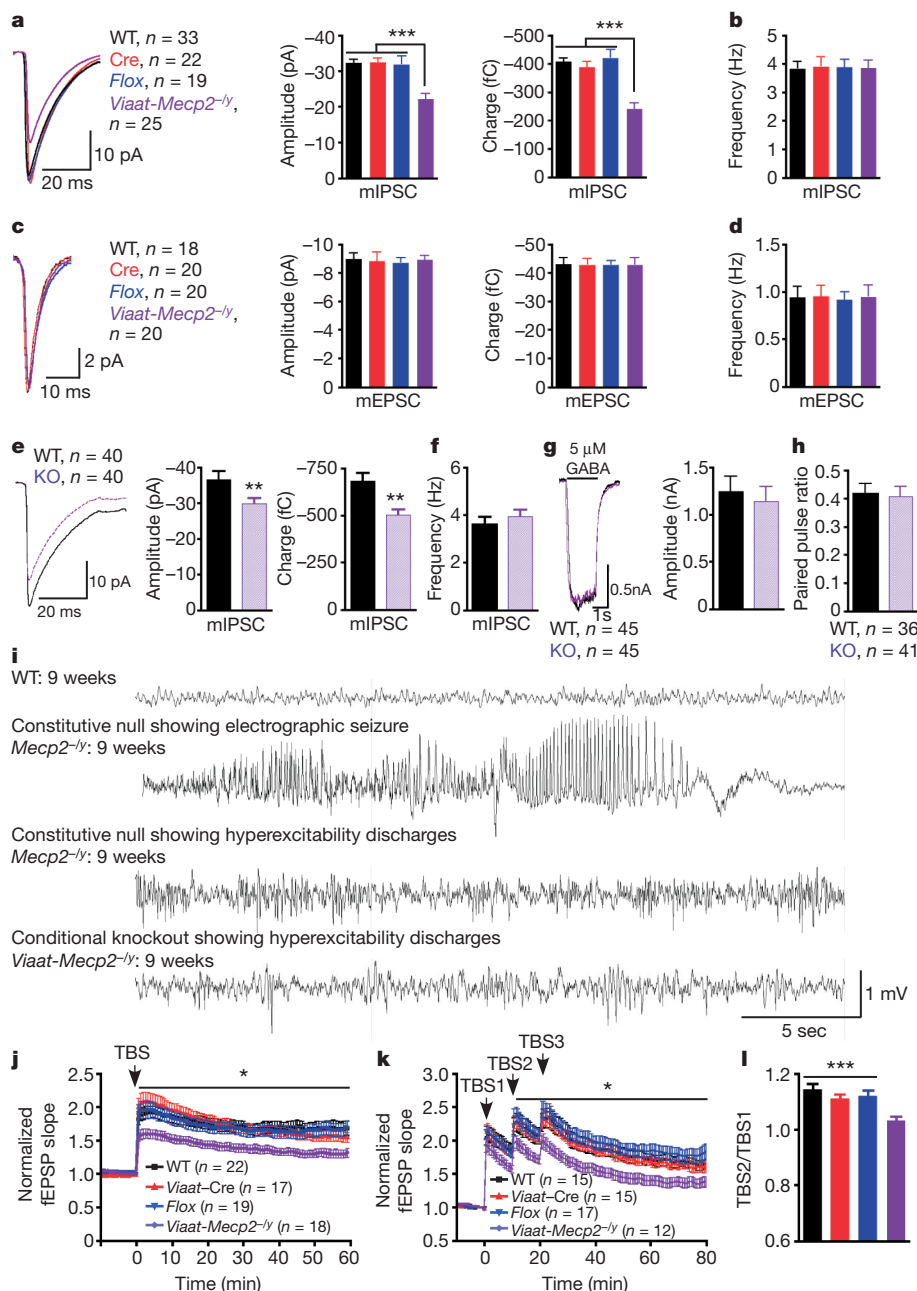 a
WT, n = 33
Cre, n = 22
Flox, n = 19
Viaat-Mecp2–/y,
n = 25
10 pA
20 ms
Amplitude (pA)
–40
–30
–20
–10
0
***
mIPSC
Charge (fC)
–500
–400
–300
–200
–100
0
***
mIPSC
b
Frequency (Hz)
5
4
3
2
1
0
mIPSC
c
WT, n = 18
Cre, n = 20
Flox, n = 20
Viaat-Mecp2–/y,
n = 20
2 pA
10 ms
Amplitude (pA)
–10
–8
–6
–4
–2
0
mEPSC
Charge (fC)
–50
–40
–30
–20
–10
0
mEPSC
d
Frequency (Hz)
1.5
1.0
0.5
0
mEPSC
e
WT, n = 40
KO, n = 40
10 pA
20 ms
Amplitude (pA)
–40
–30
–20
–10
0
**
mIPSC
Charge (fC)
–750
–500
–250
0
**
mIPSC
f
Frequency (Hz)
6
4
2
0
mIPSC
g
5 μM
GABA
0.5nA
1s
WT, n = 45
KO, n = 45
Amplitude (nA)
1.5
1.0
0.5
0
h
Paired pulse ratio
0.5
0.4
0.3
0.2
0.1
0
WT, n = 36
KO, n = 41
i
WT: 9 weeks
Constitutive null showing electrographic seizure
Mecp2–/y: 9 weeks
Constitutive null showing hyperexcitability discharges
Mecp2–/y: 9 weeks
Conditional knockout showing hyperexcitability discharges
Viaat-Mecp2–/y: 9 weeks
1 mV
5 sec
j
TBS
*
Normalized
fEPSP slope
2.5
2.0
1.5
1.0
0.5
0
WT (n = 22)
Viaat–Cre (n = 17)
Flox (n = 19)
Viaat-Mecp2–/y (n = 18)
0 10 20 30 40 50 60
Time (min)
k
TBS1
TBS2
TBS3
*
Normalized
fEPSP slope
3.0
2.5
2.0
1.5
1.0
0.5
WT (n = 15)
Viaat–Cre (n = 15)
Flox (n = 17)
Viaat-Mecp2–/y (n = 12)
0 20 40 60 80
Time (min)
l
***
TBS2/TBS1
1.2
1.0
0.8
0.6